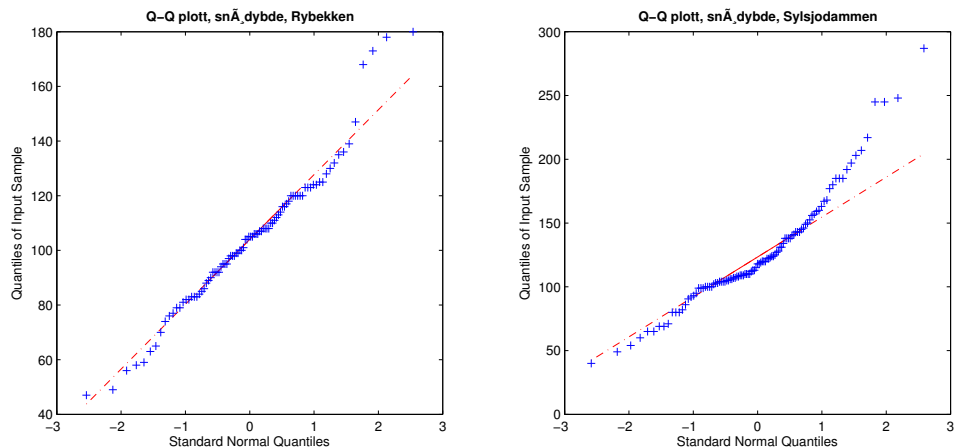 Q−Q plott, snÃ¸dybde, Rybekken
180
160
140
120
100
80
60
40
Quantiles of Input Sample
−3 −2 −1 0 1 2 3
Standard Normal Quantiles
Q−Q plott, snÃ¸dybde, Sylsjodammen
300
250
200
150
100
50
0
Quantiles of Input Sample
−3 −2 −1 0 1 2 3
Standard Normal Quantiles